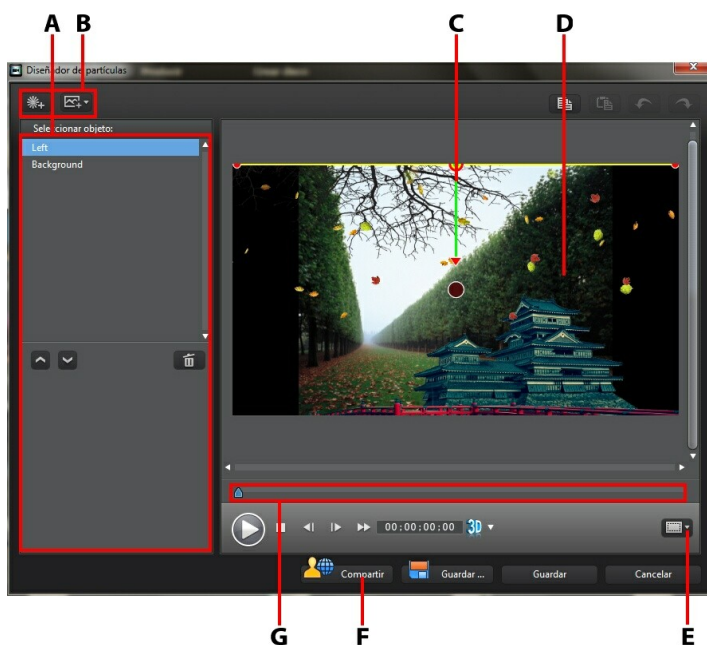 A B C D
Diseñador de partículas
Seleccionar objeto:
Left
Background
00;00;00;00 3D
Compartir Guardar ... Guardar Cancelar
G F E